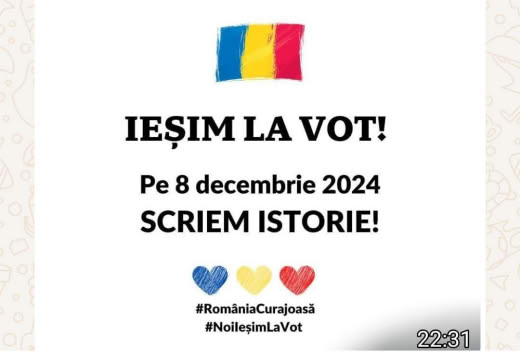 IEȘIM LA VOT!
Pe 8 decembrie 2024
SCRIEM ISTORIE!
#RomâniaCurajoasă
#NoiIeșimLaVot
22:31